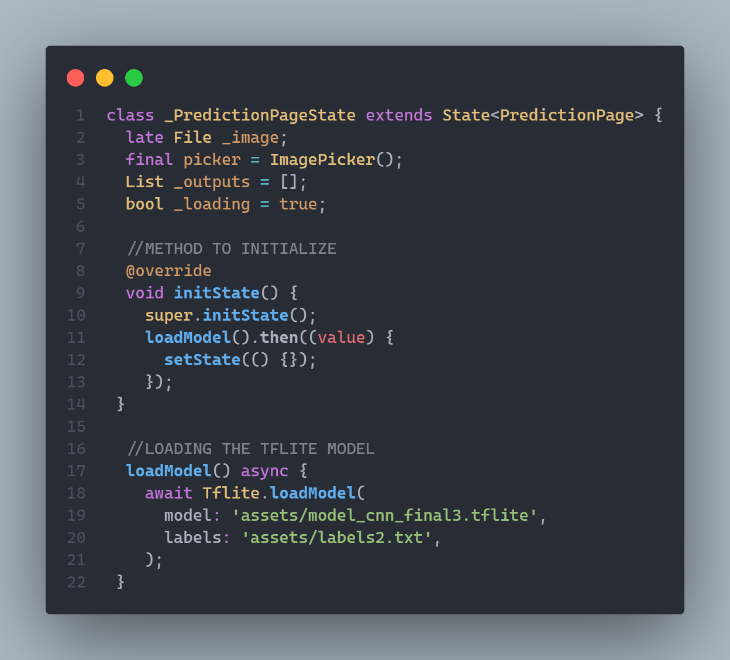 1 class _PredictionPageState extends State<PredictionPage> {
2 late File _image;
3 final picker = ImagePicker();
4 List _outputs = [];
5 bool _loading = true;
6
7 //METHOD TO INITIALIZE
8 @override
9 void initState() {
10 super.initState();
11 loadModel().then((value) {
12 setState(() {});
13 });
14 }
15
16 //LOADING THE TFLITE MODEL
17 loadModel() async {
18 await Tflite.loadModel(
19 model: 'assets/model_cnn_final3.tflite',
20 labels: 'assets/labels2.txt',
21 );
22 }